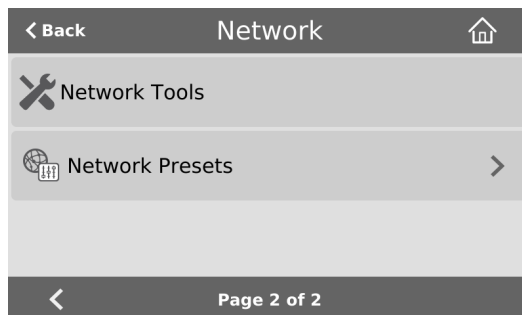 Back
Network
Network Tools
Network Presets
Page 2 of 2